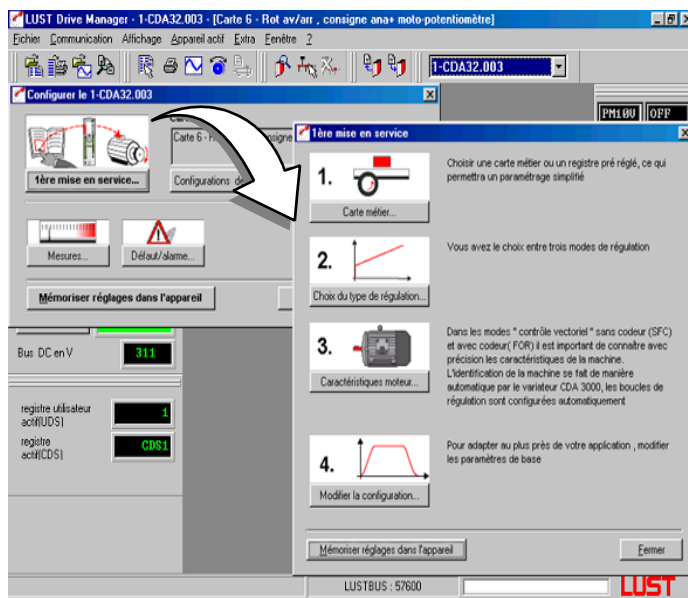 LUST Drive Manager - 1-CDA32.003 - [Carte 6 - Rot av/arr , consigne ana+ moto-potentiomètre]
Fichier Communication Affichage Appareil actif Extra Fenêtre ?
1-CDA32.003
Configurer le 1-CDA32.003
PM10U OFF
Carte 6 -
consigne
1ère mise en service...
Configurations
Mesures...
Défaut/alarme...
Mémoriser réglages dans l'appareil
Bus DC en V 311
registre utilisateur
actif(UDS) 1
registre
actif(CDS) CDS1
1ère mise en service
1.
Carte métier...
Choisir une carte métier ou un registre pré réglé, ce qui
permettra un paramétrage simplifié
2.
Choix du type de régulation...
Vous avez le choix entre trois modes de régulation
3.
Caractéristiques moteur...
Dans les modes " contrôle vectoriel " sans codeur (SFC)
et avec codeur( FOR) il est important de connaître avec
précision les caractéristiques de la machine.
L'identification de la machine se fait de manière
automatique par le variateur CDA 3000, les boucles de
régulation sont configurées automatiquement
4.
Modifier la configuration...
Pour adapter au plus près de votre application , modifier
les paramètres de base
Mémoriser réglages dans l'appareil
Fermer
LUSTBUS : 57600
LUST